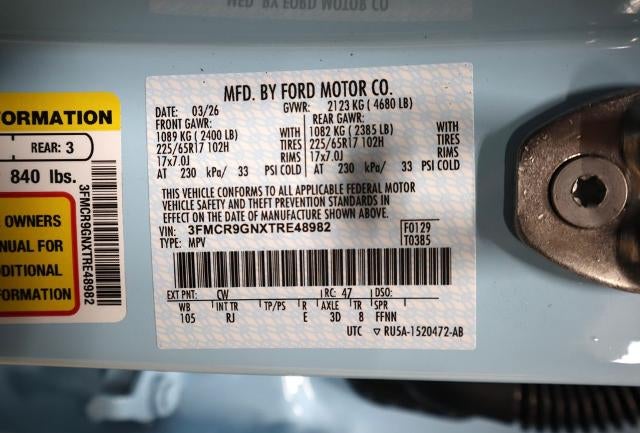 MFD. BY FORD MOTOR CO.
DATE: 03/26 GVWR: 2123 KG (4680 LB)
FRONT GAWR: REAR GAWR:
1089 KG (2400 LB) WITH 1082 KG (2385 LB) WITH
225/65R17 102H TIRES 225/65R17 102H TIRES
17x7.0J RIMS 17x7.0J RIMS
AT 230 kPa/ 33 PSI COLD AT 230 kPa/ 33 PSI COLD
THIS VEHICLE CONFORMS TO ALL APPLICABLE FEDERAL MOTOR
VEHICLE SAFETY AND THEFT PREVENTION STANDARDS IN
EFFECT ON THE DATE OF MANUFACTURE SHOWN ABOVE.
VIN: 3FMCR9GNXTRE48982 F0129
TYPE: MPV T0385
EXT PNT: CW RC: 47 DSO:
WB INT TR TP/PS R AXLE TR SPR
105 RJ E 3D 8 FFNN
UTC RU5A-1520472-AB
ORMATION
REAR: 3
840 lbs.
OWNERS
NUAL FOR
DDITIONAL
FORMATION
3FMCR9GNXTRE48982
MFD. BY FORD MOTOR CO